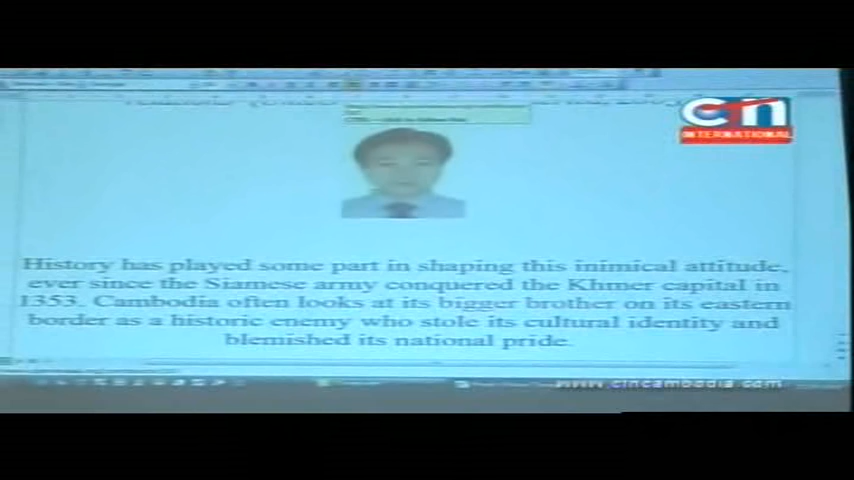 CTN
INTERNATIONAL
History has played some part in shaping this inimical attitude,
ever since the Siamese army conquered the Khmer capital in
1353. Cambodia often looks at its bigger brother on its eastern
border as a historic enemy who stole its cultural identity and
blemished its national pride.
www.ctncambodia.com